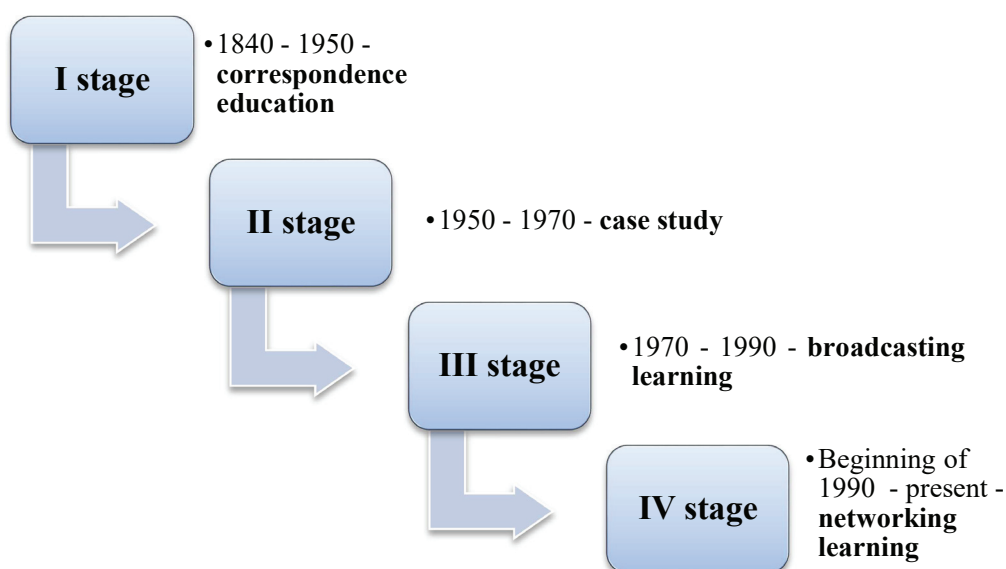 I stage
•1840 - 1950 -
correspondence
education
II stage
•1950 - 1970 - case study
III stage
•1970 - 1990 - broadcasting
learning
IV stage
•Beginning of
1990 - present -
networking
learning